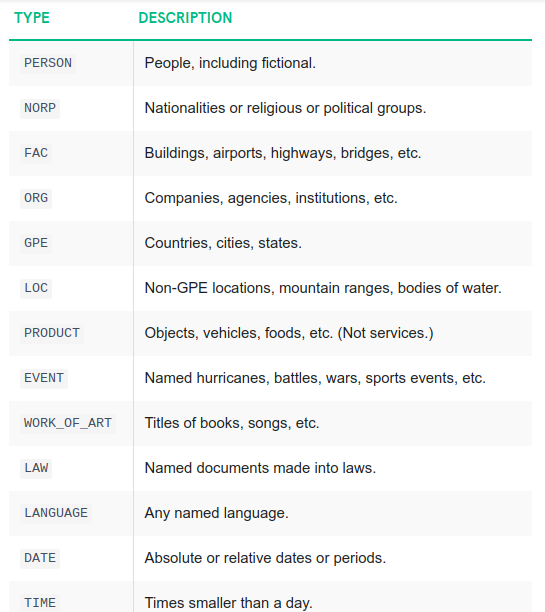 TYPE DESCRIPTION
PERSON People, including fictional.
NORP Nationalities or religious or political groups.
FAC Buildings, airports, highways, bridges, etc.
ORG Companies, agencies, institutions, etc.
GPE Countries, cities, states.
LOC Non-GPE locations, mountain ranges, bodies of water.
PRODUCT Objects, vehicles, foods, etc. (Not services.)
EVENT Named hurricanes, battles, wars, sports events, etc.
WORK_OF_ART Titles of books, songs, etc.
LAW Named documents made into laws.
LANGUAGE Any named language.
DATE Absolute or relative dates or periods.
TIME Times smaller than a day.